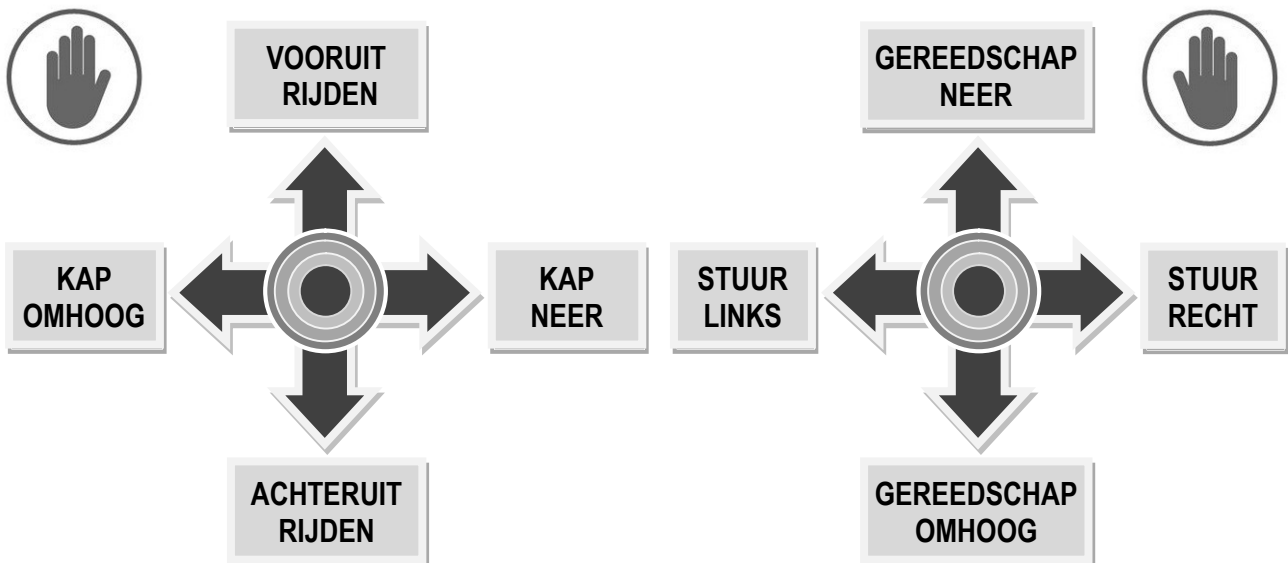 VOORUIT
RIJDEN
KAP
OMHOOG
KAP
NEER
ACHTERUIT
RIJDEN
GEREEDSCHAP
NEER
STUUR
LINKS
STUUR
RECHT
GEREEDSCHAP
OMHOOG